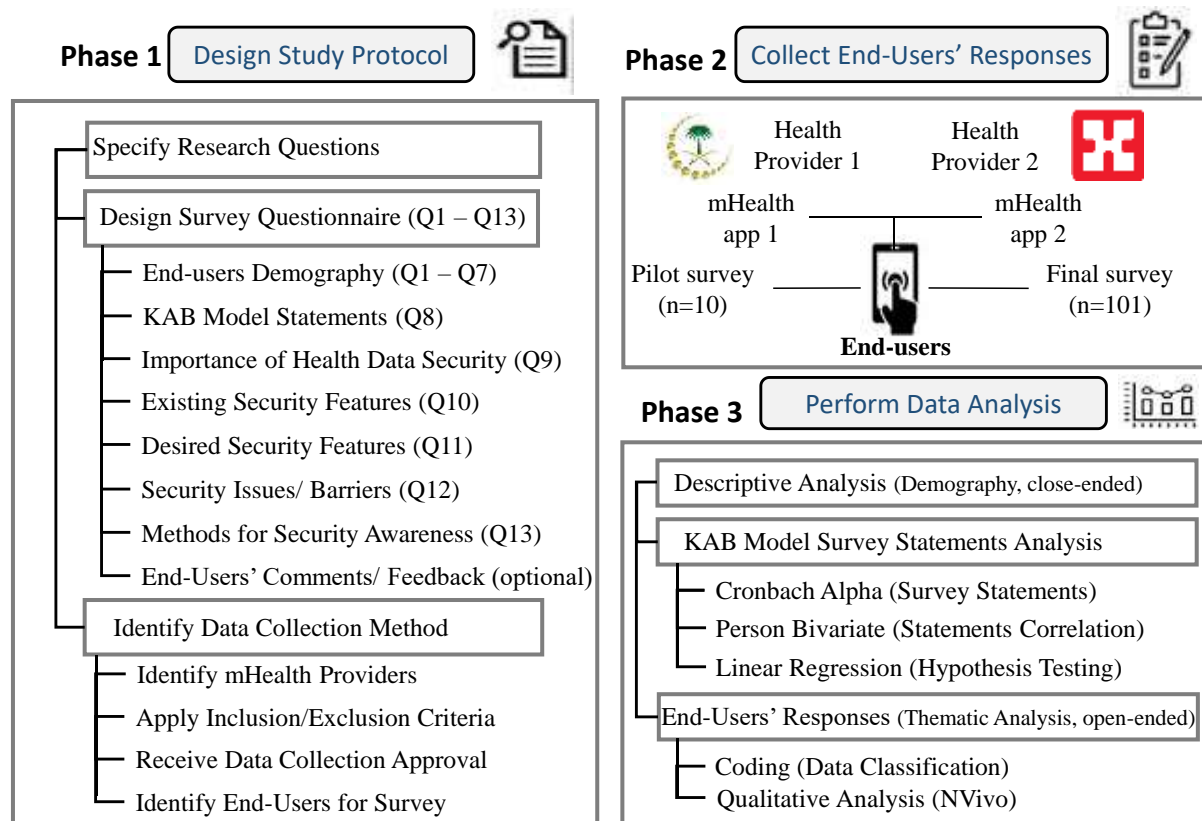 Phase 1
Design Study Protocol
Specify Research Questions
Design Survey Questionnaire (Q1 – Q13)
End-users Demography (Q1 – Q7)
KAB Model Statements (Q8)
Importance of Health Data Security (Q9)
Existing Security Features (Q10)
Desired Security Features (Q11)
Security Issues/ Barriers (Q12)
Methods for Security Awareness (Q13)
End-Users’ Comments/ Feedback (optional)
Identify Data Collection Method
Identify mHealth Providers
Apply Inclusion/Exclusion Criteria
Receive Data Collection Approval
Identify End-Users for Survey
Phase 2
Collect End-Users’ Responses
Health
Provider 1
Health
Provider 2
mHealth
app 1
mHealth
app 2
Pilot survey
(n=10)
Final survey
(n=101)
End-users
Phase 3
Perform Data Analysis
Descriptive Analysis (Demography, close-ended)
KAB Model Survey Statements Analysis
Cronbach Alpha (Survey Statements)
Person Bivariate (Statements Correlation)
Linear Regression (Hypothesis Testing)
End-Users’ Responses (Thematic Analysis, open-ended)
Coding (Data Classification)
Qualitative Analysis (NVivo)